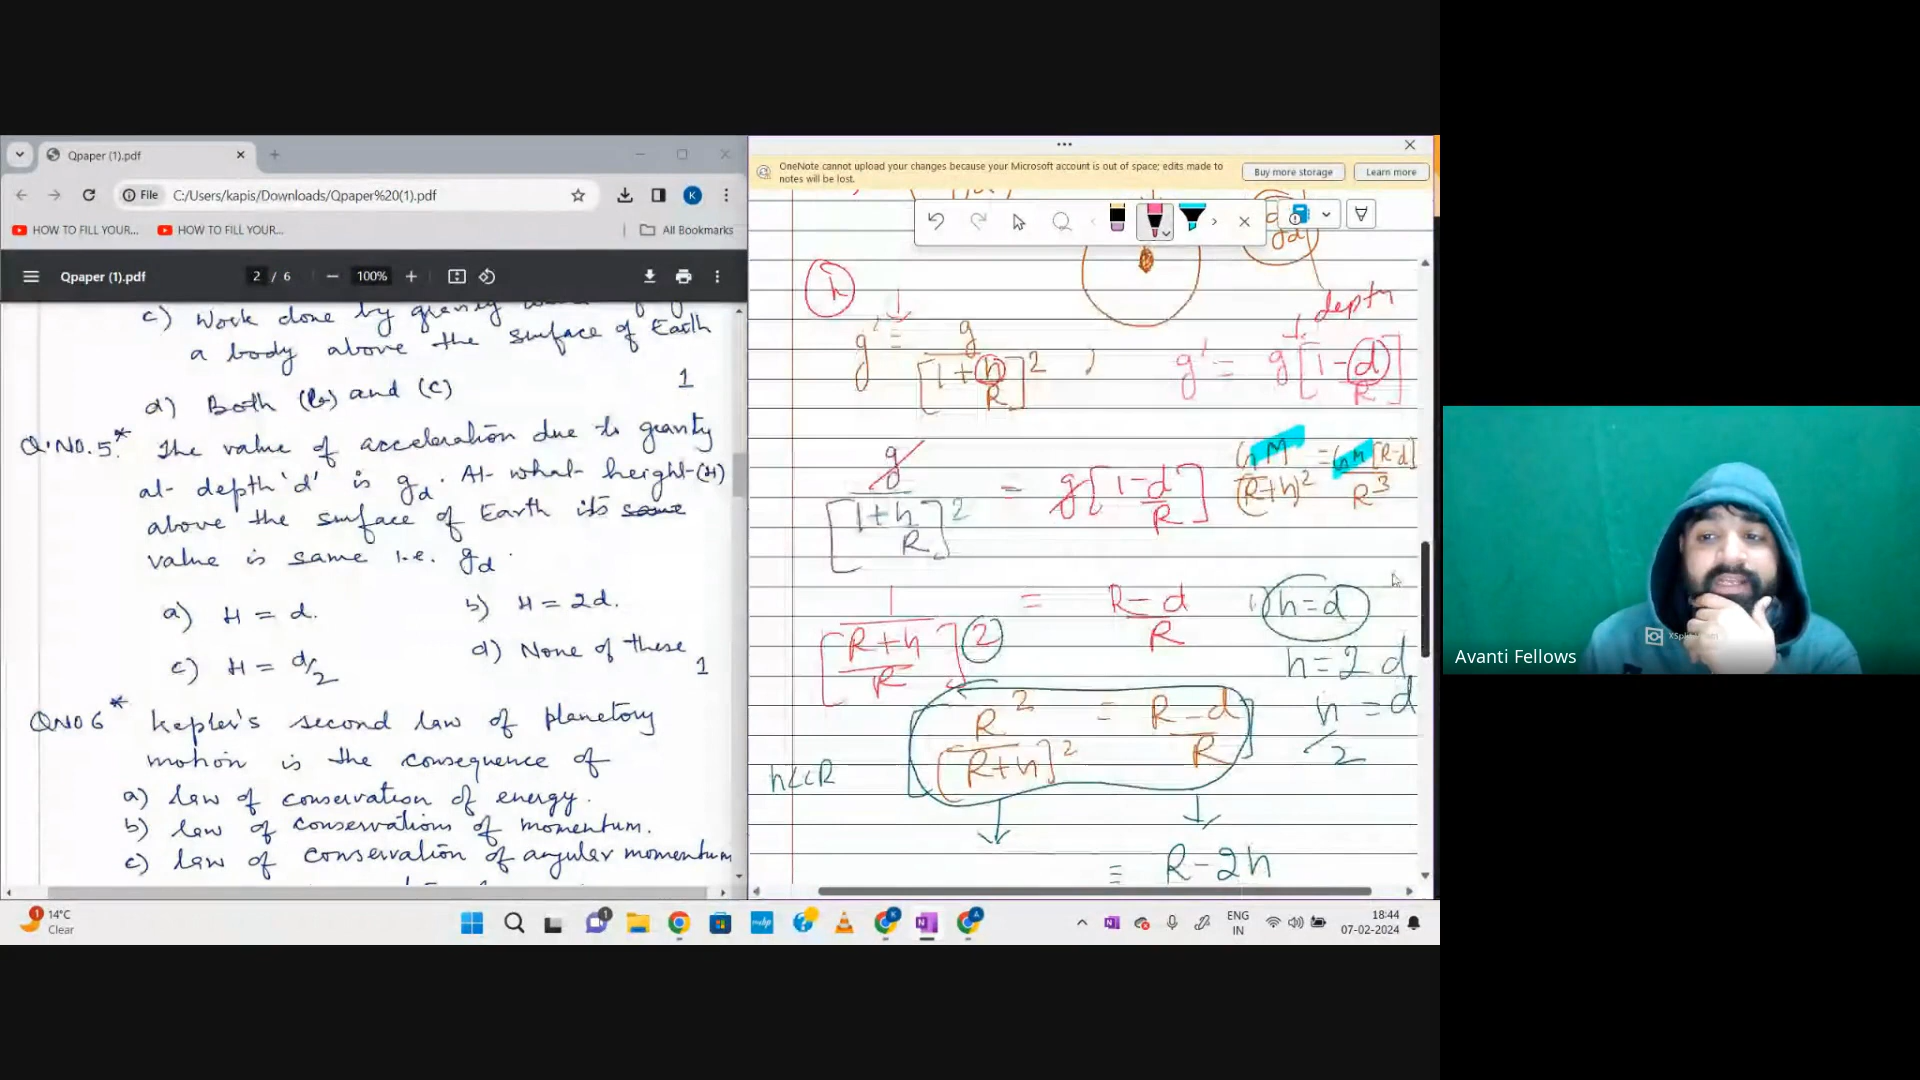 Qpaper (1).pdf
File C:/Users/kapis/Downloads/Qpaper%20(1).pdf
K
HOW TO FILL YOUR... HOW TO FILL YOUR... All Bookmarks
Qpaper (1).pdf 2 / 6 100%
c) Work done by gravity
a body above the surface of Earth
d) Both (b) and (c) 1
Q.NO.5.* The value of acceleration due to gravity
at depth 'd' is gd. At what height (H)
above the surface of Earth its same
value is same i.e. gd.
a) H = d. b) H = 2d.
c) H = d/2 d) None of these 1
QNO6* Kepler's second law of planetory
motion is the consequence of
a) law of conservation of energy.
b) law of conservations of momentum.
c) law of conservation of angular momentum
OneNote cannot upload your changes because your Microsoft account is out of space; edits made to
notes will be lost.
Buy more storage Learn more
gd
h
depth
g' = g / [1+h/R]2 , g' = g[1-d/R]
g / [1+h/R]2 = g[1-d/R] GM/(R+h)2 = GM[R-d]/R3
1 / [R+h/R]2 = R-d/R h=d
h=2d
R2/[R+h]2 = R-d/R h/2 = d
h<<R
= R-2h
Avanti Fellows
14°C
Clear
ENG
IN
18:44
07-02-2024